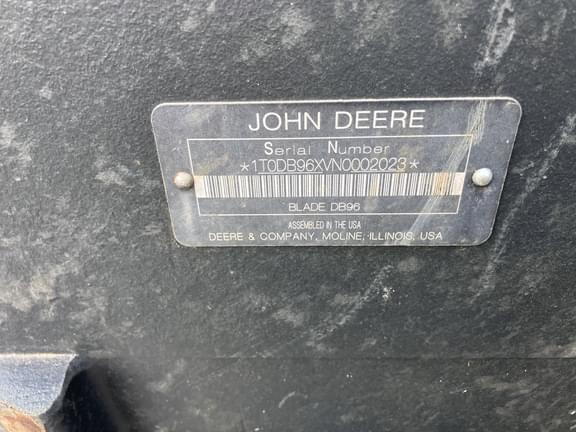 JOHN DEERE
Serial Number
*1T0DB96XVN0002023*
BLADE DB96
ASSEMBLED IN THE USA
DEERE & COMPANY, MOLINE, ILLINOIS, USA